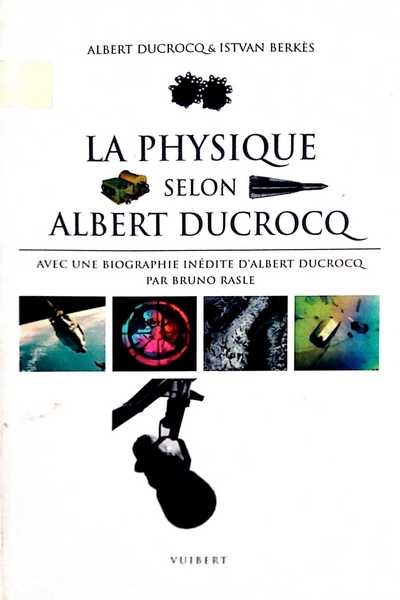 ALBERT DUCROCQ & ISTVAN BERKÈS
LA PHYSIQUE
SELON
ALBERT DUCROCQ
AVEC UNE BIOGRAPHIE INÉDITE D'ALBERT DUCROCQ
PAR BRUNO RASLE
VUIBERT